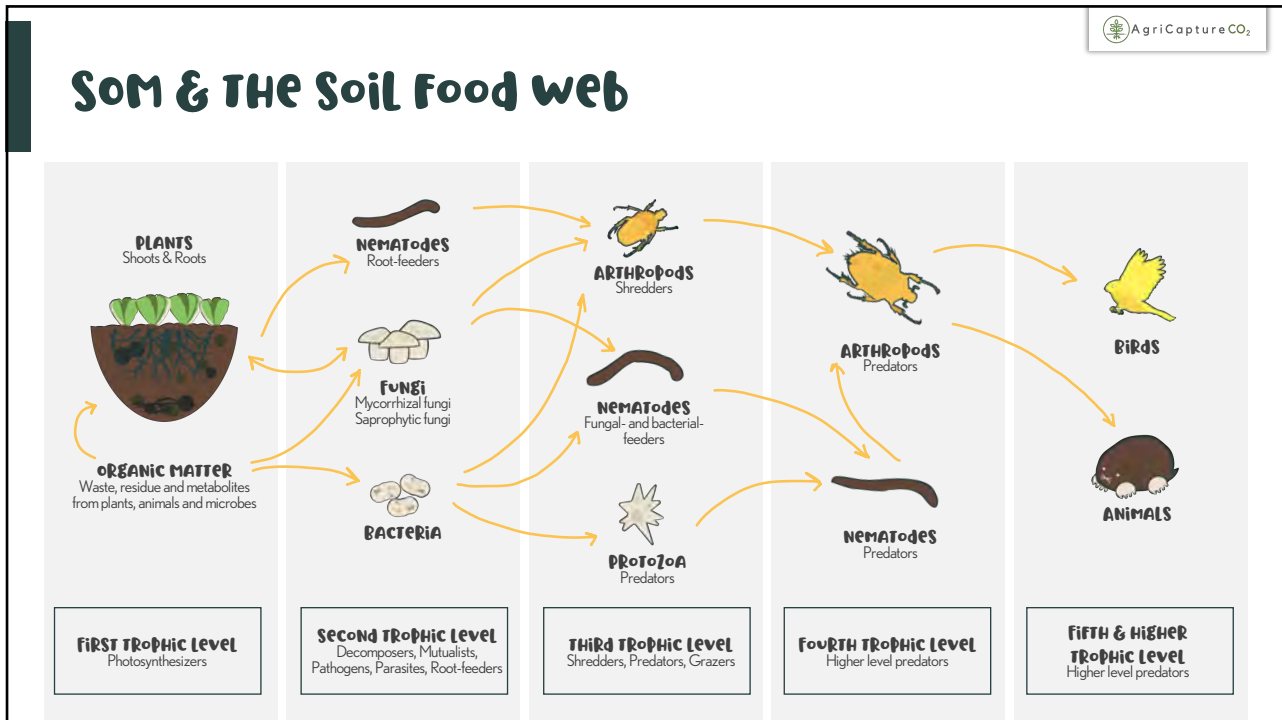 AgriCaptureCO₂
SOM & THE SOIL FOOD WEB
PLANTS
Shoots & Roots
ORGANIC MATTER
Waste, residue and metabolites
from plants, animals and microbes
FIRST TROPHIC LEVEL
Photosynthesizers
NEMATODES
Root-feeders
FUNGI
Mycorrhizal fungi
Saprophytic fungi
BACTERIA
SECOND TROPHIC LEVEL
Decomposers, Mutualists,
Pathogens, Parasites, Root-feeders
ARTHROPODS
Shredders
NEMATODES
Fungal- and bacterial-
feeders
PROTOZOA
Predators
THIRD TROPHIC LEVEL
Shredders, Predators, Grazers
ARTHROPODS
Predators
NEMATODES
Predators
FOURTH TROPHIC LEVEL
Higher level predators
BIRDS
ANIMALS
FIFTH & HIGHER
TROPHIC LEVEL
Higher level predators